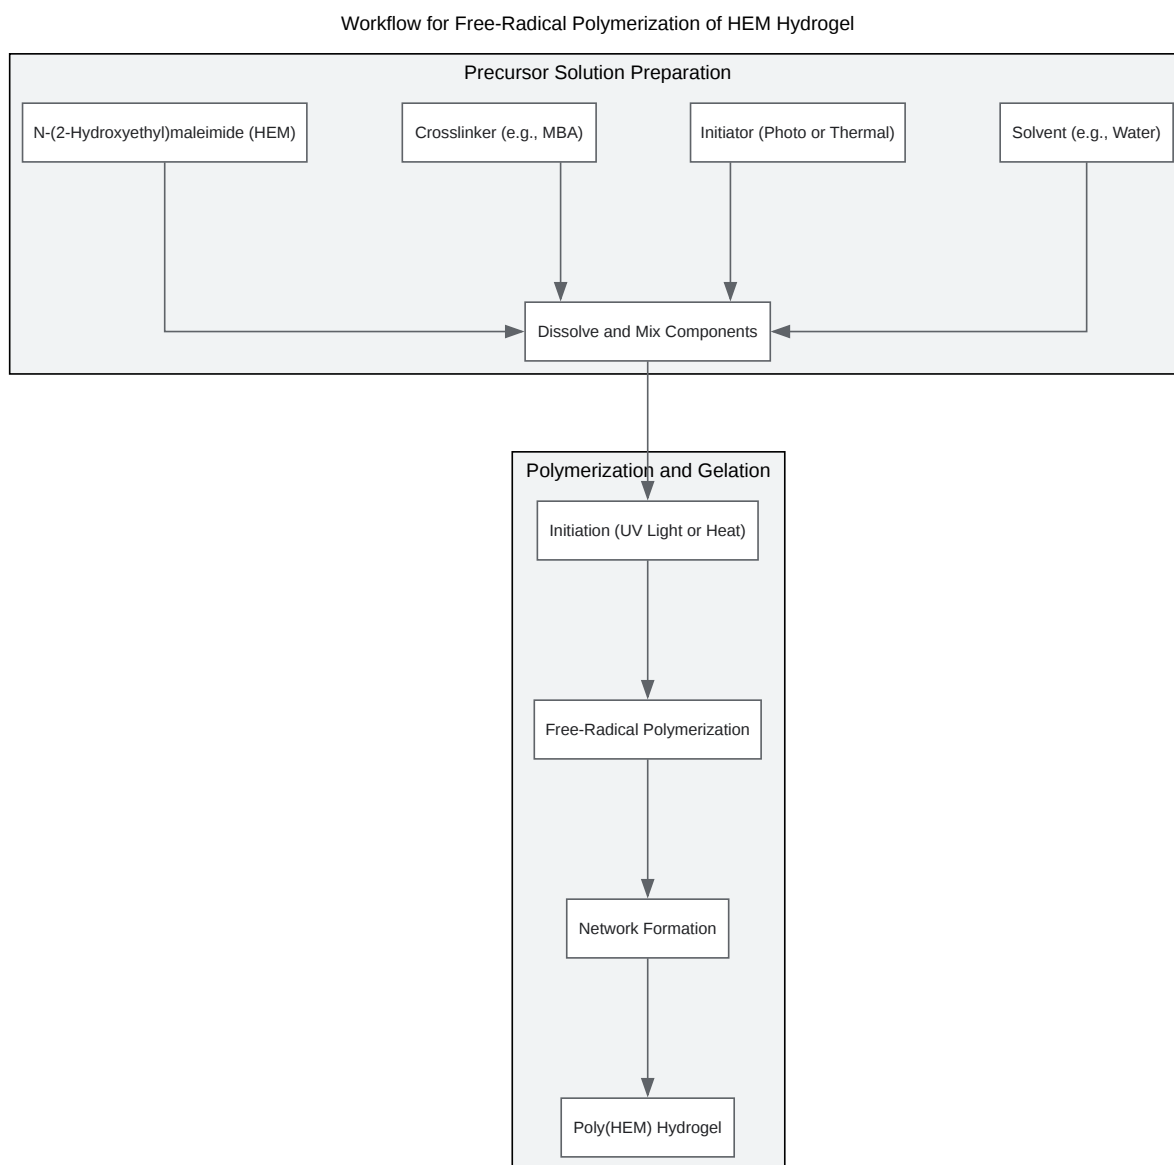 Workflow for Free-Radical Polymerization of HEM Hydrogel
Precursor Solution Preparation
N-(2-Hydroxyethyl)maleimide (HEM)
Crosslinker (e.g., MBA)
Initiator (Photo or Thermal)
Solvent (e.g., Water)
Dissolve and Mix Components
Polymerization and Gelation
Initiation (UV Light or Heat)
Free-Radical Polymerization
Network Formation
Poly(HEM) Hydrogel